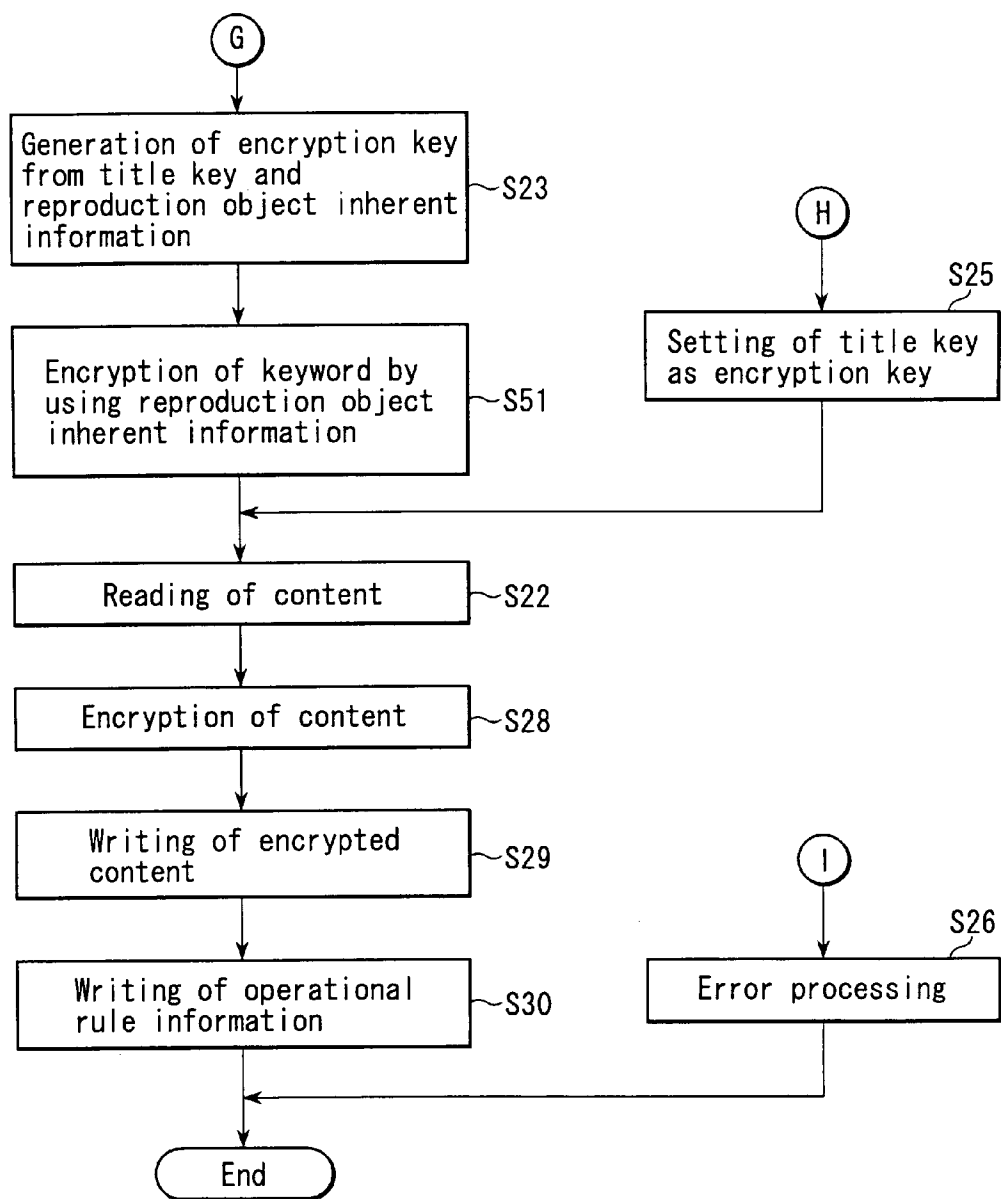 G
Generation of encryption key
from title key and
reproduction object inherent
information
S23
H
S25
Setting of title key
as encryption key
Encryption of keyword by
using reproduction object
inherent information
S51
Reading of content
S22
Encryption of content
S28
Writing of encrypted
content
S29
I
S26
Error processing
Writing of operational
rule information
S30
End